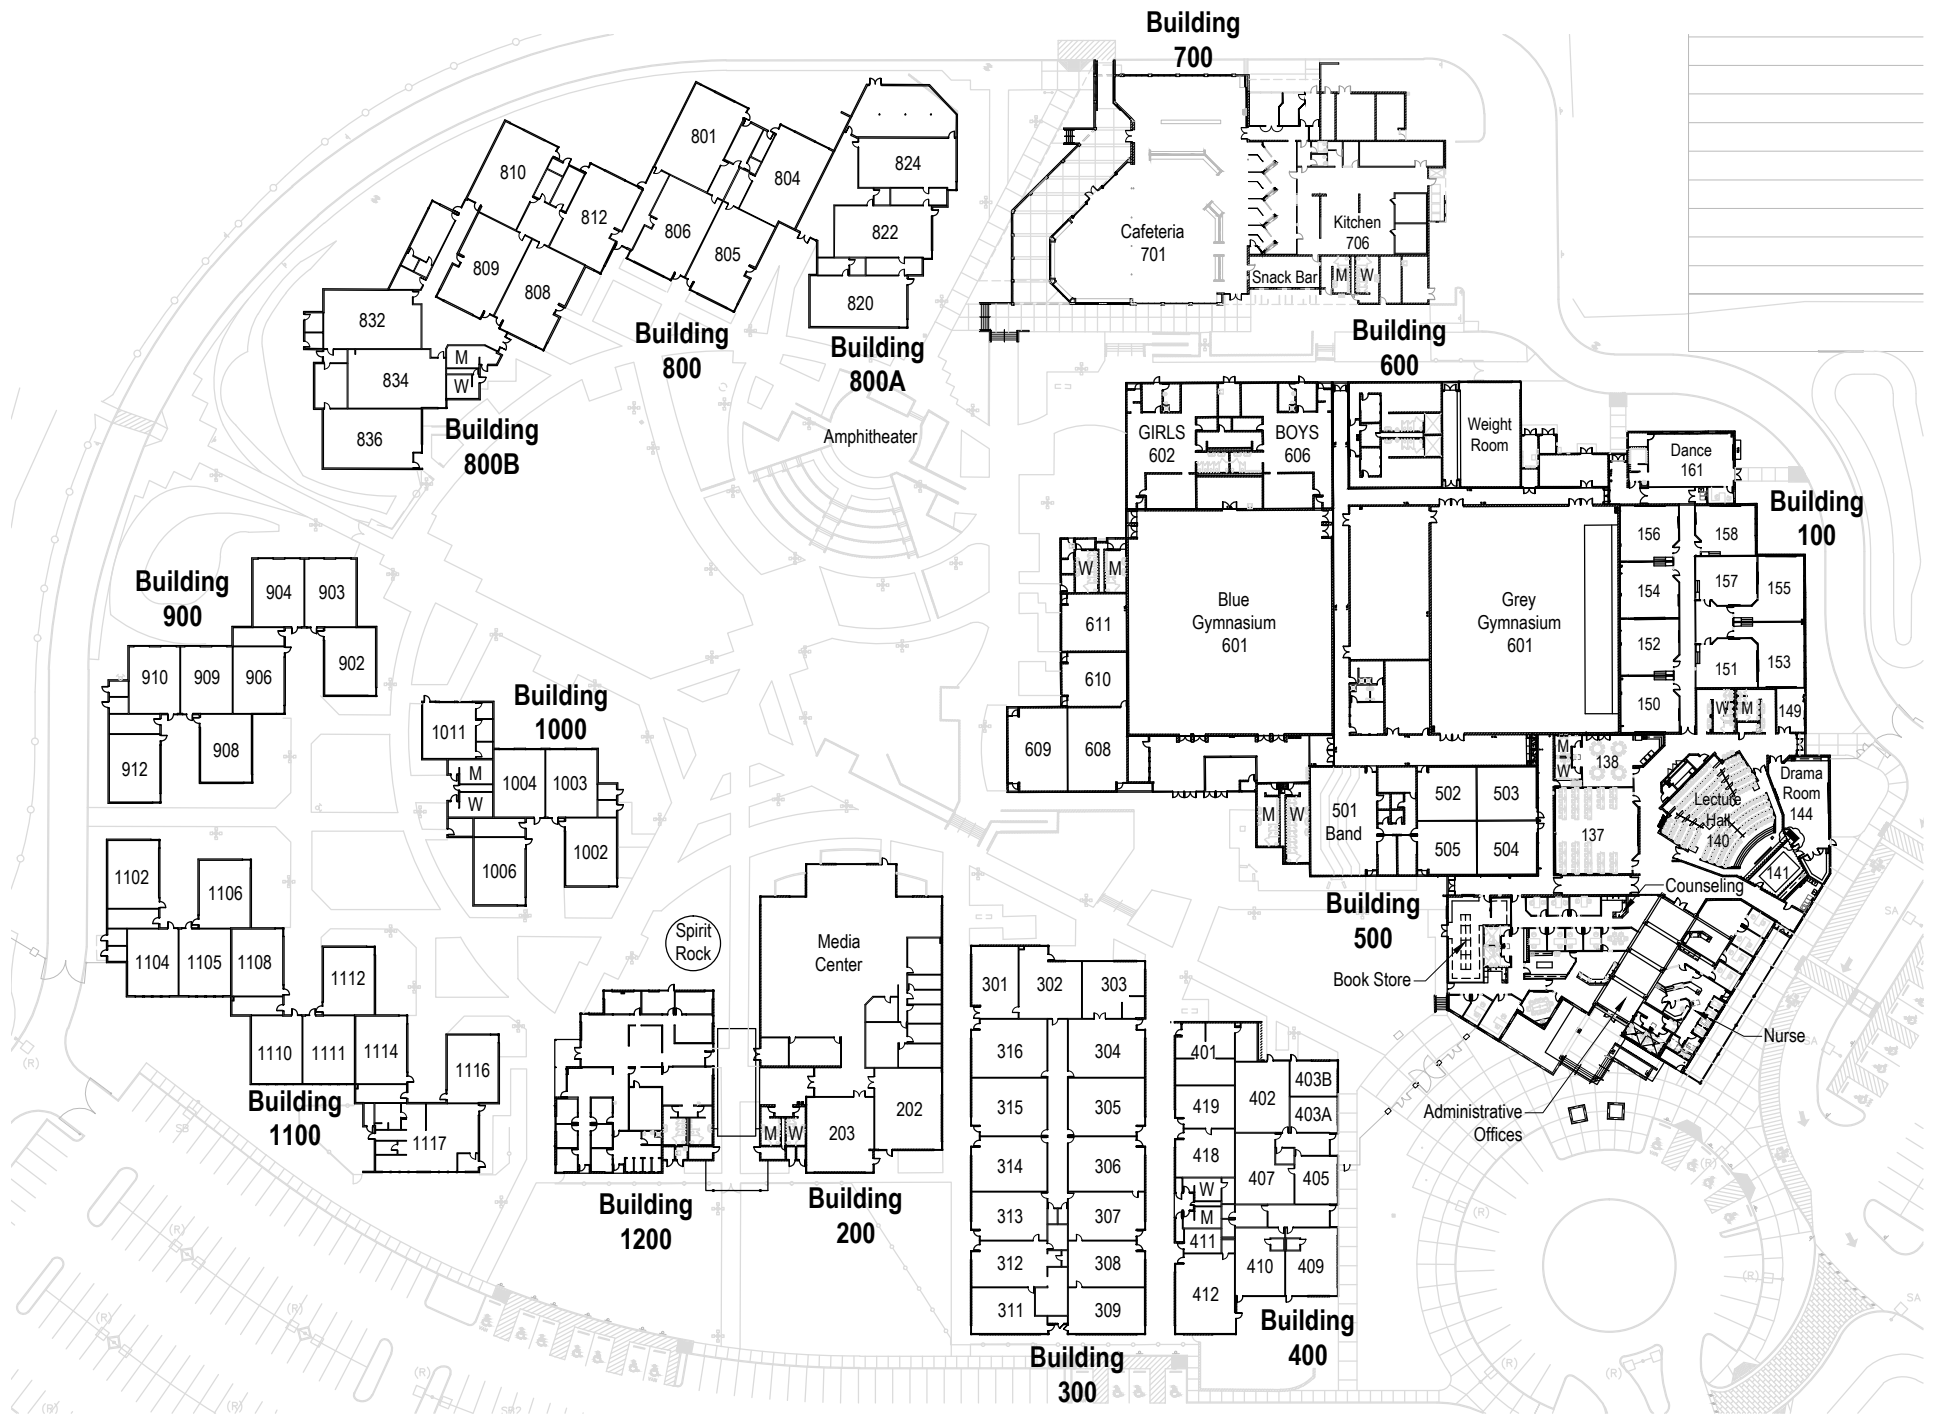 Building
700
801
810
804
824
812
806
822
805
809
808
820
832
834
M
W
836
Building
800
Building
800A
Building
800B
Cafeteria
701
Kitchen
706
Snack Bar
M
W
Building
600
Amphitheater
GIRLS
602
BOYS
606
Weight
Room
Dance
161
Building
100
156
158
154
157
155
152
151
153
150
W
M
149
W
M
611
610
609
608
Blue
Gymnasium
601
Grey
Gymnasium
601
Building
900
904
903
902
910
909
906
908
912
Building
1000
1011
M
W
1004
1003
1006
1002
M
W
501
Band
502
503
505
504
M
W
138
137
Lecture
Hall
140
Drama
Room
144
141
Counseling
Building
500
Book Store
Nurse
Administrative
Offices
1102
1106
1104
1105
1108
1112
1110
1111
1114
1116
1117
Building
1100
Spirit
Rock
Media
Center
202
203
M
W
Building
1200
Building
200
301
302
303
316
304
315
305
314
306
313
307
312
308
311
309
Building
300
401
402
403B
403A
419
418
407
405
W
M
411
410
409
412
Building
400
SA
SA
SA
(R)
(R)
(R)
(R)
(R)
(R)
(R)
(R)
(R)
(R)
SB
SB2